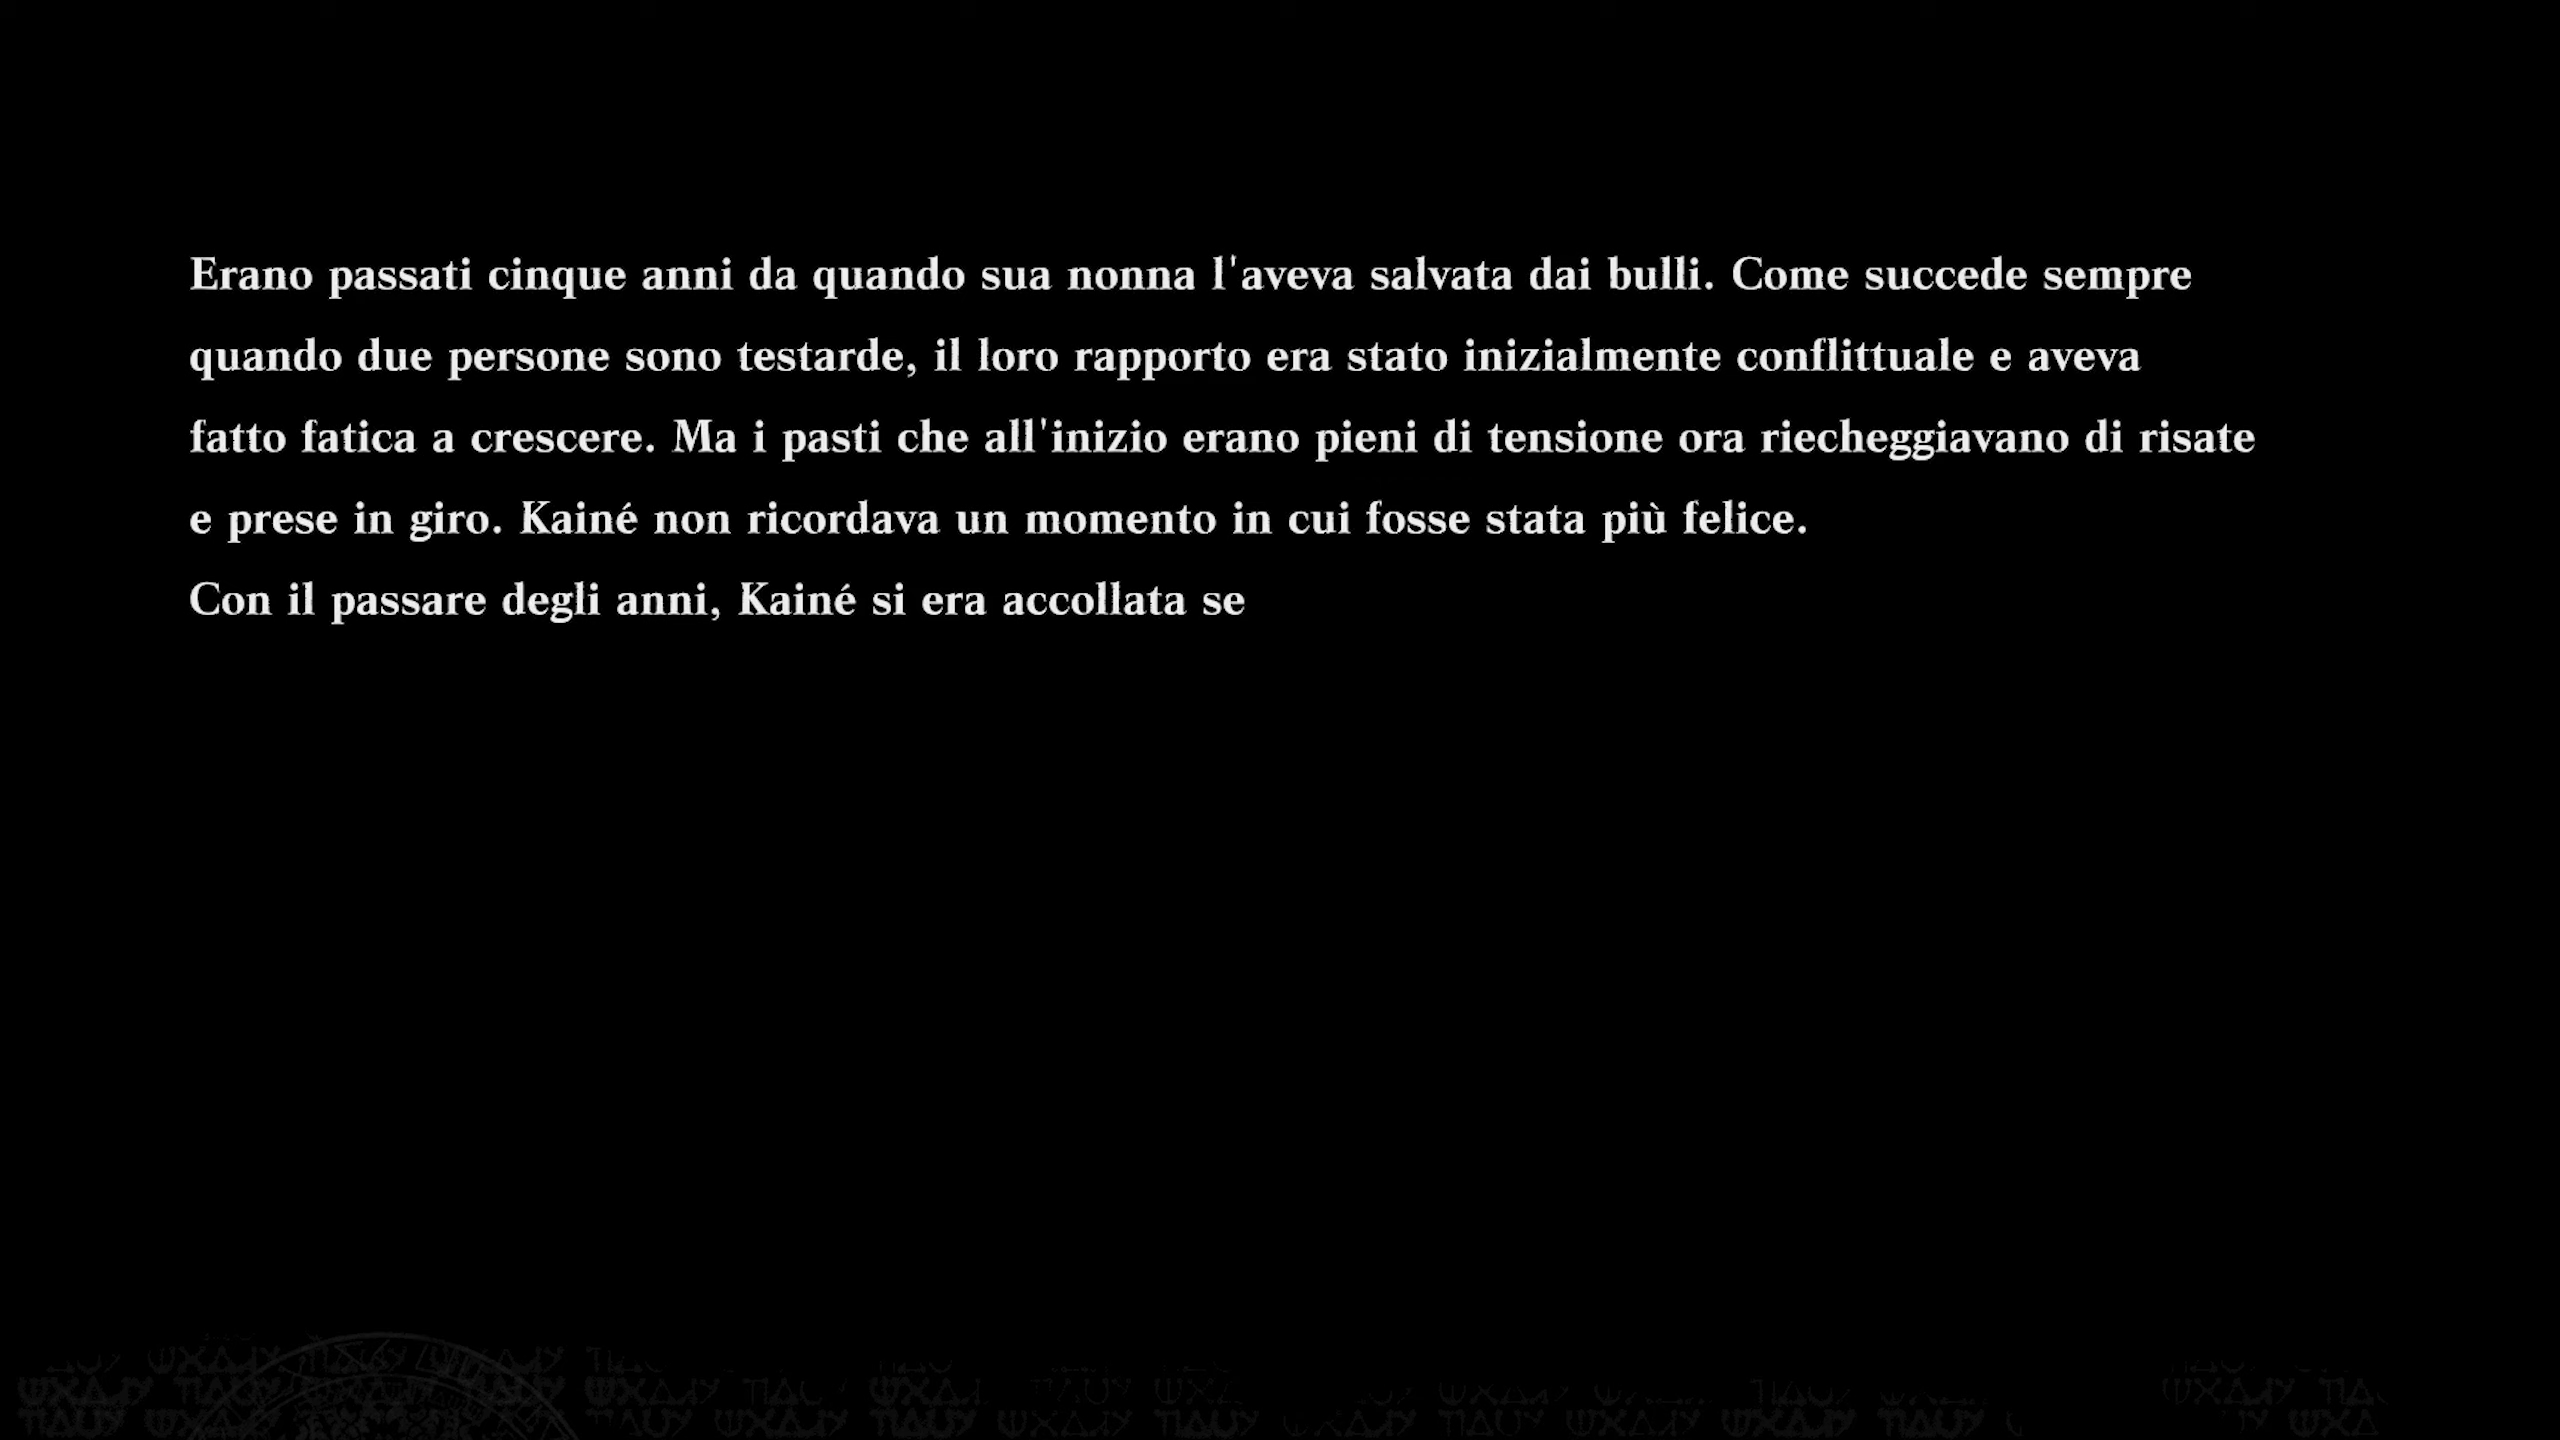 Erano passati cinque anni da quando sua nonna l'aveva salvata dai bulli. Come succede sempre
quando due persone sono testarde, il loro rapporto era stato inizialmente conflittuale e aveva
fatto fatica a crescere. Ma i pasti che all'inizio erano pieni di tensione ora riecheggiavano di risate
e prese in giro. Kainé non ricordava un momento in cui fosse stata più felice.
Con il passare degli anni, Kainé si era accollata se